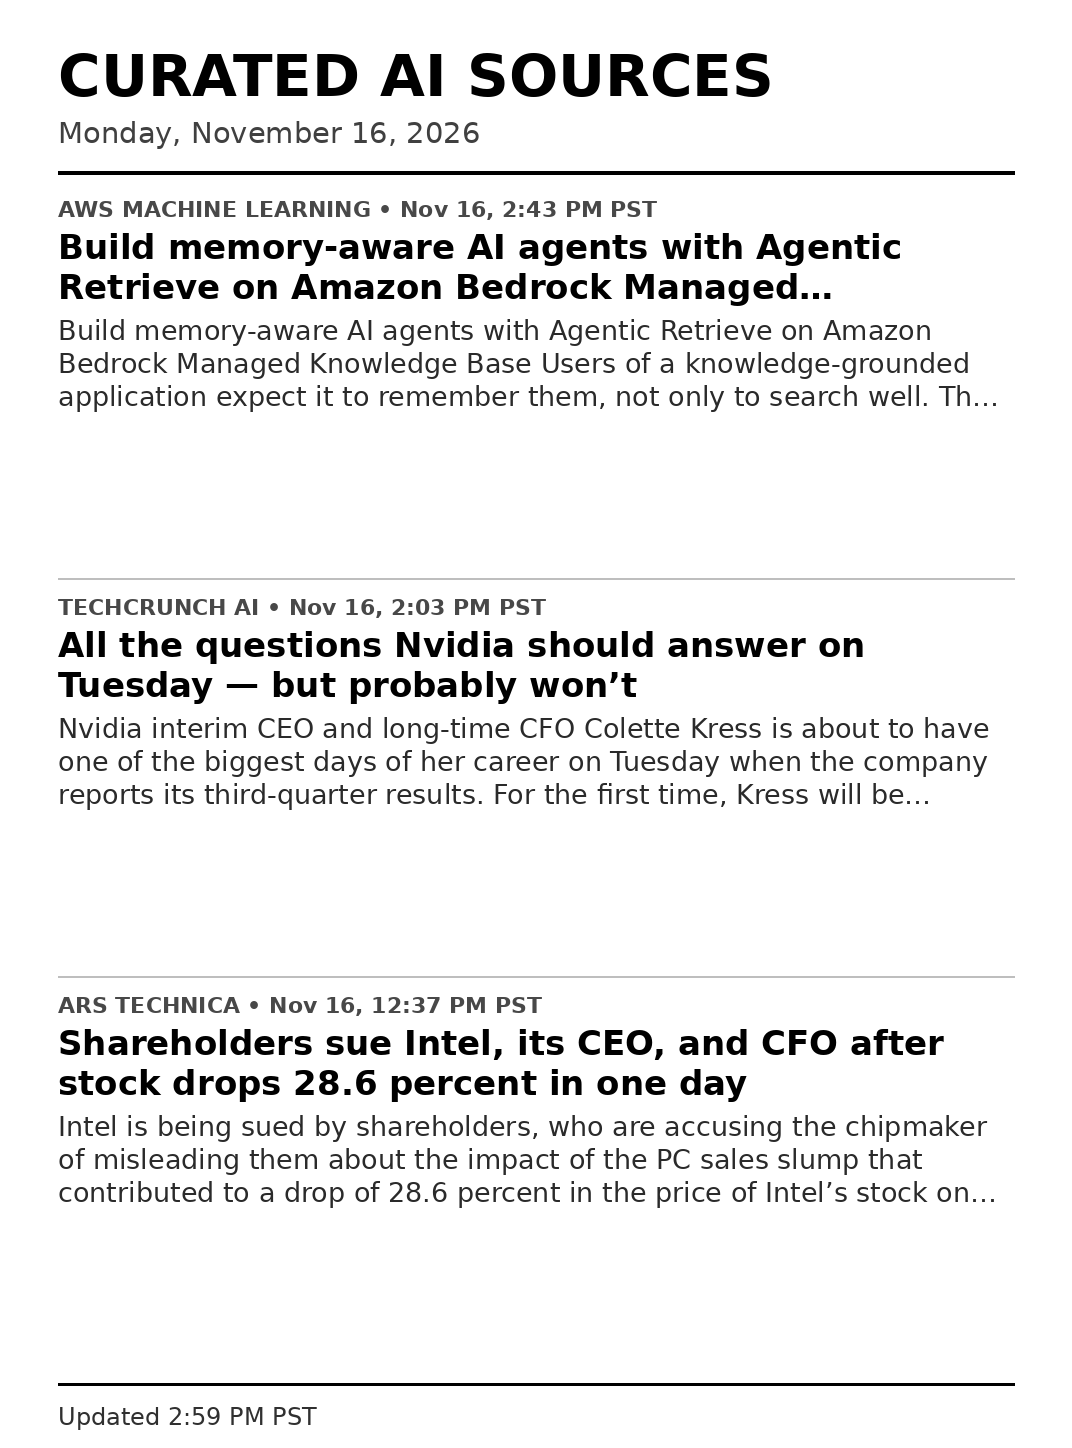 CURATED AI SOURCES
Monday, November 16, 2026
AWS MACHINE LEARNING • Nov 16, 2:43 PM PST
Build memory-aware AI agents with Agentic
Retrieve on Amazon Bedrock Managed…
Build memory-aware AI agents with Agentic Retrieve on Amazon
Bedrock Managed Knowledge Base Users of a knowledge-grounded
application expect it to remember them, not only to search well. Th…
TECHCRUNCH AI • Nov 16, 2:03 PM PST
All the questions Nvidia should answer on
Tuesday — but probably won’t
Nvidia interim CEO and long-time CFO Colette Kress is about to have
one of the biggest days of her career on Tuesday when the company
reports its third-quarter results. For the first time, Kress will be…
ARS TECHNICA • Nov 16, 12:37 PM PST
Shareholders sue Intel, its CEO, and CFO after
stock drops 28.6 percent in one day
Intel is being sued by shareholders, who are accusing the chipmaker
of misleading them about the impact of the PC sales slump that
contributed to a drop of 28.6 percent in the price of Intel’s stock on…
Updated 2:59 PM PST